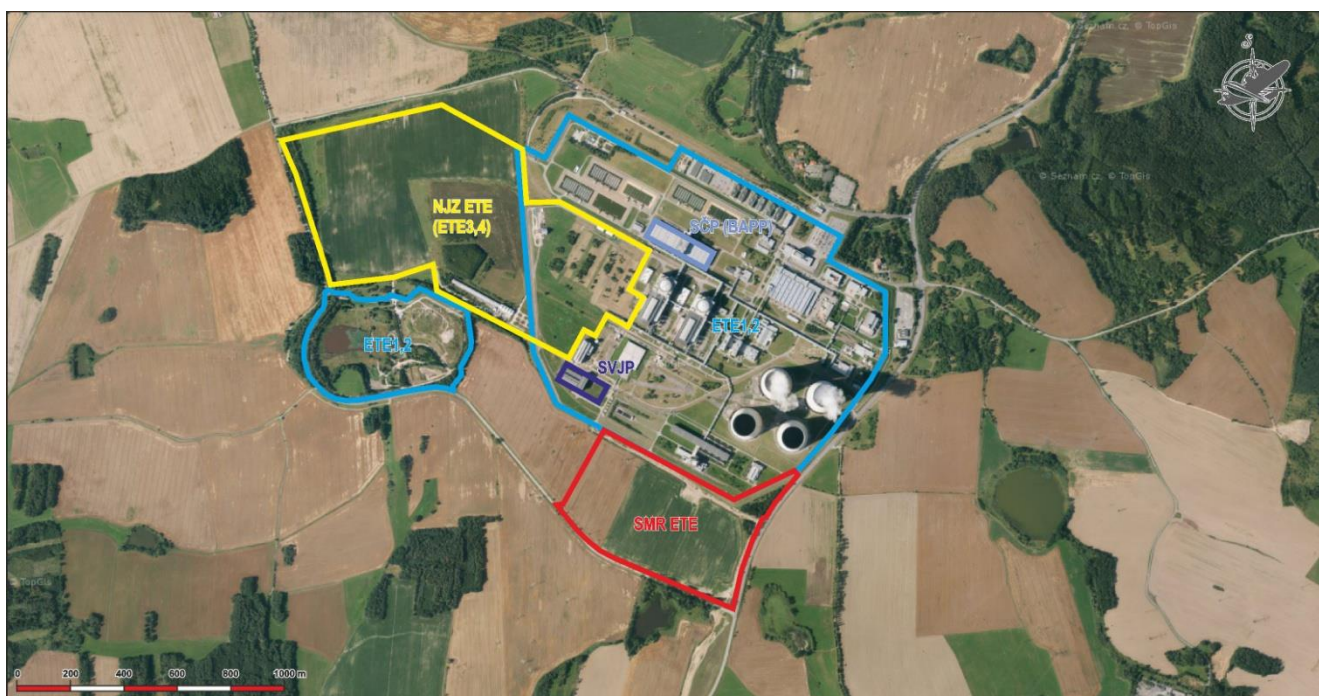 © Seznam.cz, © TopGis
S
© Seznam.cz, © TopGis
NJZ ETE
(ETE3,4)
SČP (BAPP)
ETE1,2
ETE1,2
SVJP
SMR ETE
© TopGis
0 200 400 600 800 1000 m